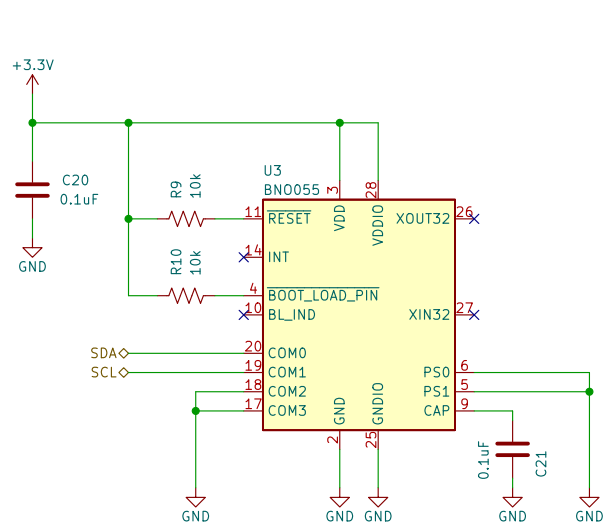 +3.3V
C20
0.1uF
GND
R9
10k
R10
10k
U3
BNO055
3
28
VDD
VDDIO
11
RESET
XOUT32
26
14
INT
4
BOOT_LOAD_PIN
10
BL_IND
XIN32
27
SDA
20
COM0
SCL
19
COM1
PS0
6
18
COM2
PS1
5
17
COM3
CAP
9
GND
GNDIO
2
25
0.1uF
C21
GND
GND
GND
GND
GND